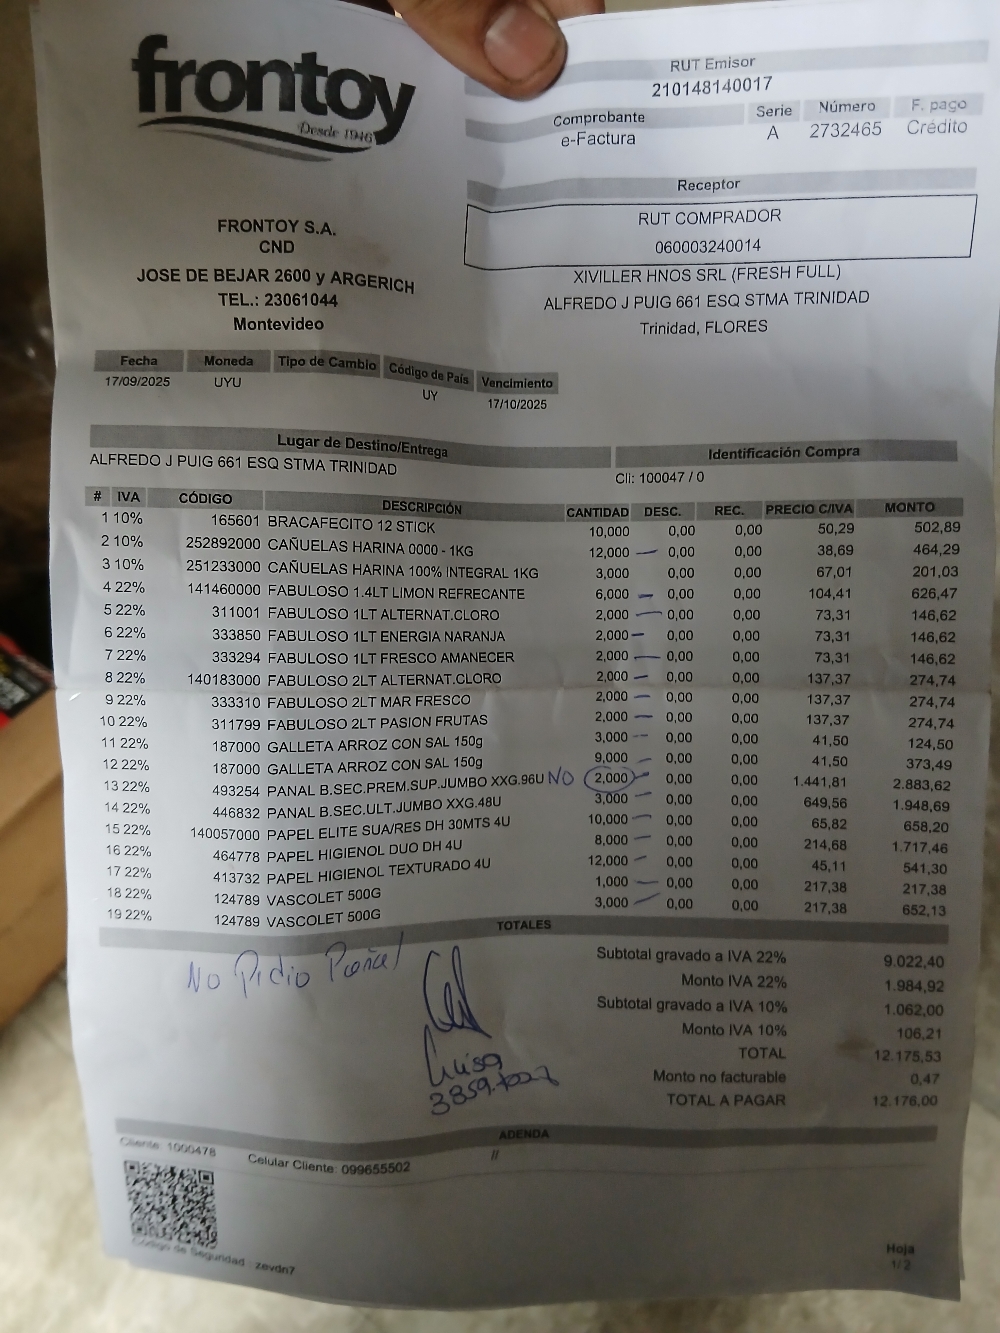 frontoy
Desde 1946
RUT Emisor
210148140017
Comprobante Serie Número F. pago
e-Factura A 2732465 Crédito
Receptor
RUT COMPRADOR
060003240014
FRONTOY S.A.
CND
JOSE DE BEJAR 2600 y ARGERICH
TEL.: 23061044
Montevideo
XIVILLER HNOS SRL (FRESH FULL)
ALFREDO J PUIG 661 ESQ STMA TRINIDAD
Trinidad, FLORES
Fecha Moneda Tipo de Cambio Código de País Vencimiento
17/09/2025 UYU UY 17/10/2025
Lugar de Destino/Entrega Identificación Compra
ALFREDO J PUIG 661 ESQ STMA TRINIDAD CII: 100047 / 0
# IVA CÓDIGO DESCRIPCIÓN CANTIDAD DESC. REC. PRECIO C/IVA MONTO
1 10% 165601 BRACAFECITO 12 STICK 10,000 0,00 0,00 50,29 502,89
2 10% 252892000 CAÑUELAS HARINA 0000 - 1KG 12,000 0,00 0,00 38,69 464,29
3 10% 251233000 CAÑUELAS HARINA 100% INTEGRAL 1KG 3,000 0,00 0,00 67,01 201,03
4 22% 141460000 FABULOSO 1.4LT LIMON REFRECANTE 6,000 0,00 0,00 104,41 626,47
5 22% 311001 FABULOSO 1LT ALTERNAT.CLORO 2,000 0,00 0,00 73,31 146,62
6 22% 333850 FABULOSO 1LT ENERGIA NARANJA 2,000 0,00 0,00 73,31 146,62
7 22% 333294 FABULOSO 1LT FRESCO AMANECER 2,000 0,00 0,00 73,31 146,62
8 22% 140183000 FABULOSO 2LT ALTERNAT.CLORO 2,000 0,00 0,00 137,37 274,74
9 22% 333310 FABULOSO 2LT MAR FRESCO 2,000 0,00 0,00 137,37 274,74
10 22% 311799 FABULOSO 2LT PASION FRUTAS 2,000 0,00 0,00 137,37 274,74
11 22% 187000 GALLETA ARROZ CON SAL 150g 3,000 0,00 0,00 41,50 124,50
12 22% 187000 GALLETA ARROZ CON SAL 150g 9,000 0,00 0,00 41,50 373,49
13 22% 493254 PANAL B.SEC.PREM.SUP.JUMBO XXG.96U NO 2,000 0,00 0,00 1.441,81 2.883,62
14 22% 446832 PANAL B.SEC.ULT.JUMBO XXG.48U 3,000 0,00 0,00 649,56 1.948,69
15 22% 140057000 PAPEL ELITE SUA/RES DH 30MTS 4U 10,000 0,00 0,00 65,82 658,20
16 22% 464778 PAPEL HIGIENOL DUO DH 4U 8,000 0,00 0,00 214,68 1.717,46
17 22% 413732 PAPEL HIGIENOL TEXTURADO 4U 12,000 0,00 0,00 45,11 541,30
18 22% 124789 VASCOLET 500G 1,000 0,00 0,00 217,38 217,38
19 22% 124789 VASCOLET 500G 3,000 0,00 0,00 217,38 652,13
TOTALES
No Pidio Pañal
Subtotal gravado a IVA 22% 9.022,40
Monto IVA 22% 1.984,92
Subtotal gravado a IVA 10% 1.062,00
Monto IVA 10% 106,21
TOTAL 12.175,53
Monto no facturable 0,47
TOTAL A PAGAR 12.176,00
Luisa
ADENDA
//
Cliente: 1000478 Celular Cliente: 099655502
Código de Seguridad : zevdn7
Hoja
1/2